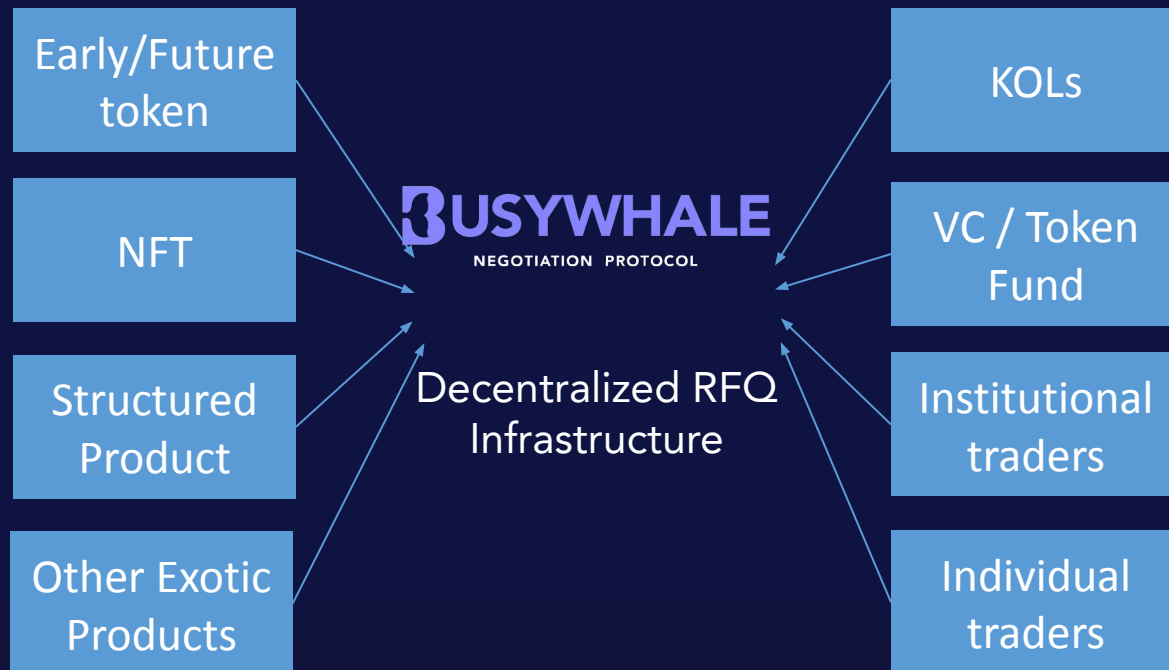 Early/Future
token
NFT
Structured
Product
Other Exotic
Products
BUSYWHALE
NEGOTIATION PROTOCOL
Decentralized RFQ
Infrastructure
KOLs
VC / Token
Fund
Institutional
traders
Individual
traders